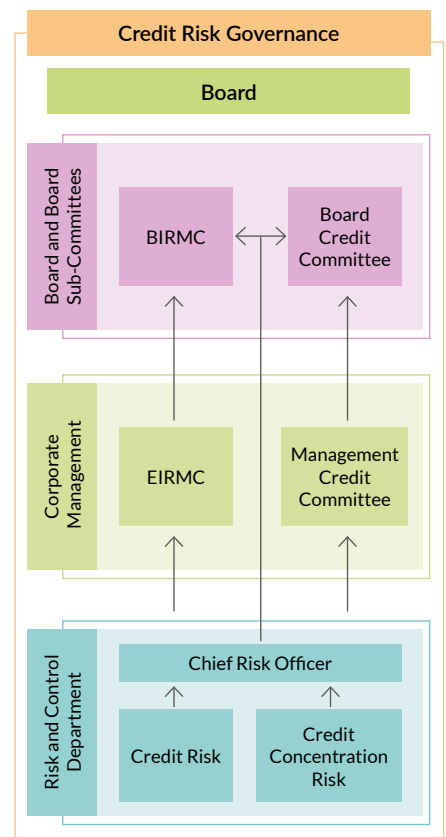 Credit Risk Governance
Board
Board and Board
Sub-Committees
BIRMC
Board
Credit
Committee
Corporate
Management
EIRMC
Management
Credit
Committee
Risk and Control
Department
Chief Risk Officer
Credit Risk
Credit
Concentration
Risk